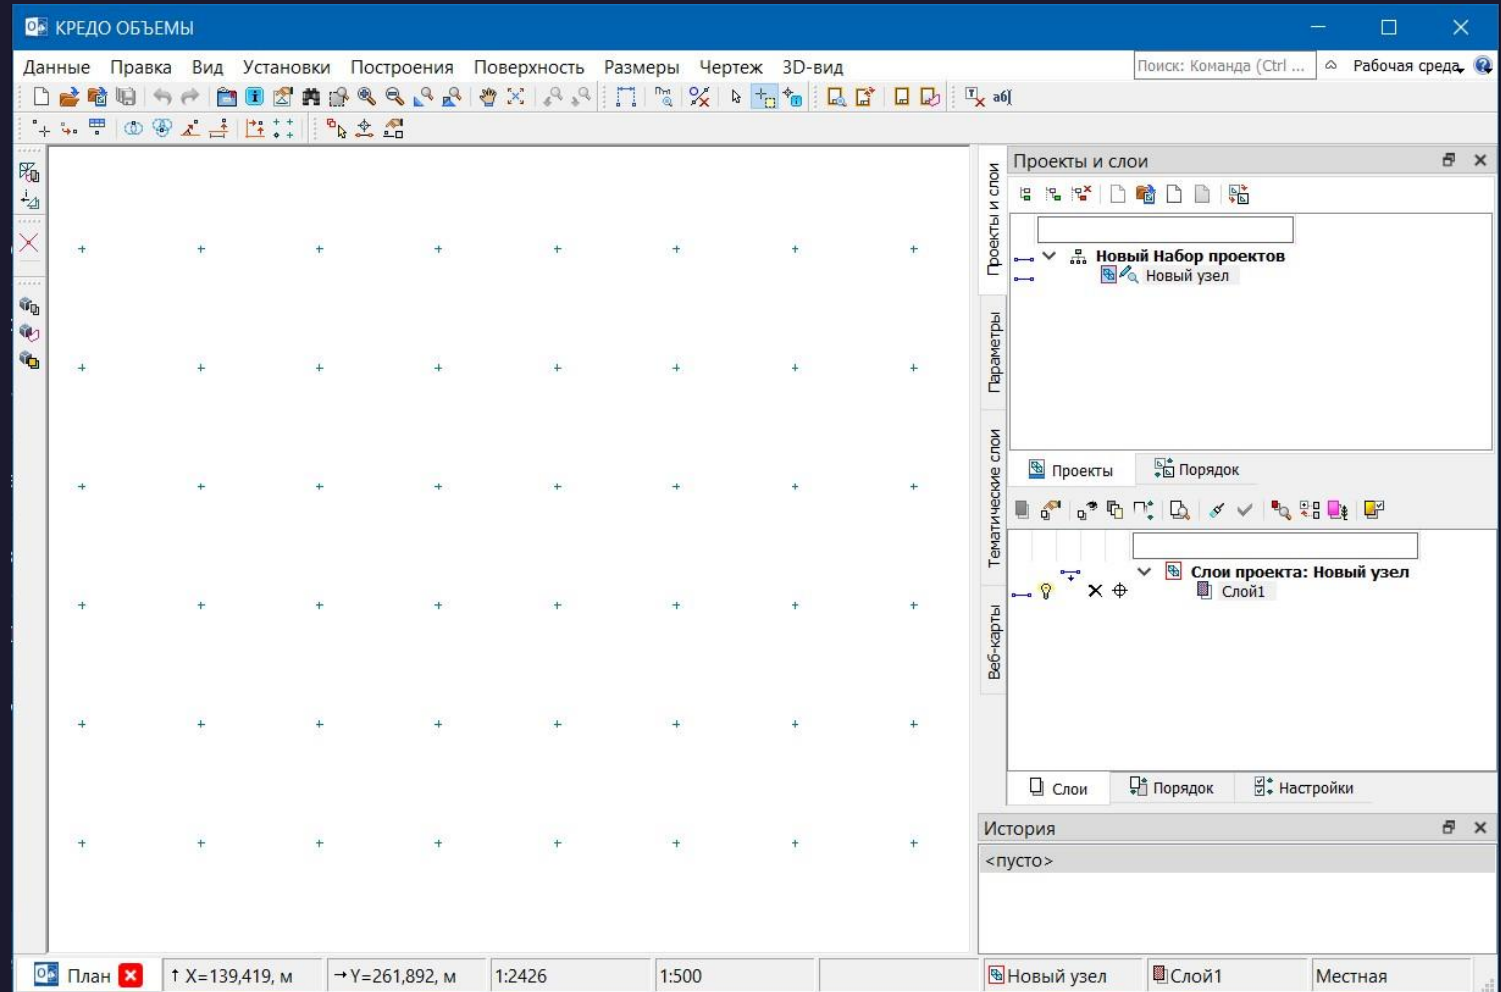 КРЕДО ОБЪЕМЫ
Данные Правка Вид Установки Построения Поверхность Размеры Чертеж 3D-вид
Поиск: Команда (Ctrl ...
Рабочая среда
абј
Проекты и слои
Параметры
Тематические слои
Веб-карты
Проекты и слои
Новый Набор проектов
Новый узел
Проекты Порядок
Слои проекта: Новый узел
Слой1
Слои Порядок Настройки
История
<пусто>
План X=139,419, м Y=261,892, м 1:2426 1:500 Новый узел Слой1 Местная